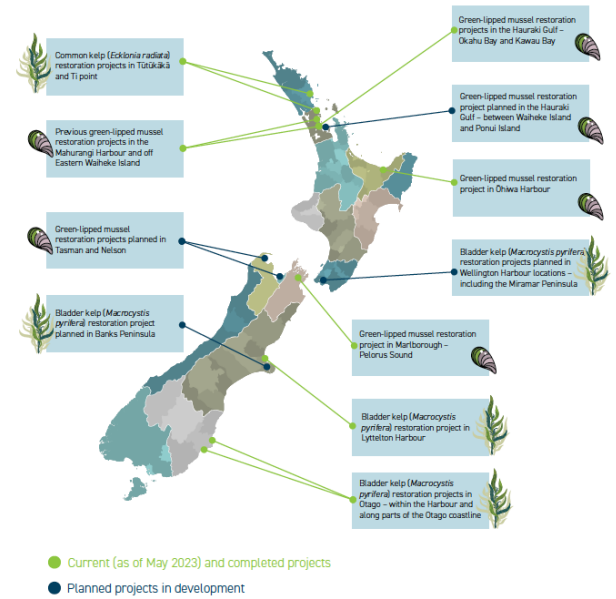 Common kelp (Ecklonia radiata)
restoration projects in Tūtūkākā
and Ti point
Previous green-lipped mussel
restoration projects in the
Mahurangi Harbour and off
Eastern Waiheke Island
Green-lipped mussel
restoration projects planned in
Tasman and Nelson
Bladder kelp (Macrocystis
pyrifera) restoration project
planned in Banks Peninsula
Green-lipped mussel restoration
projects in the Hauraki Gulf –
Okahu Bay and Kawau Bay
Green-lipped mussel restoration
project planned in the Hauraki
Gulf – between Waiheke Island
and Ponui Island
Green-lipped mussel restoration
project in Ōhiwa Harbour
Bladder kelp (Macrocystis pyrifera)
restoration projects planned in
Wellington Harbour locations –
including the Miramar Peninsula
Green-lipped mussel restoration
project in Marlborough –
Pelorus Sound
Bladder kelp (Macrocystis
pyrifera) restoration project in
Lyttelton Harbour
Bladder kelp (Macrocystis
pyrifera) restoration projects in
Otago – within the Harbour and
along parts of the Otago coastline
Current (as of May 2023) and completed projects
Planned projects in development